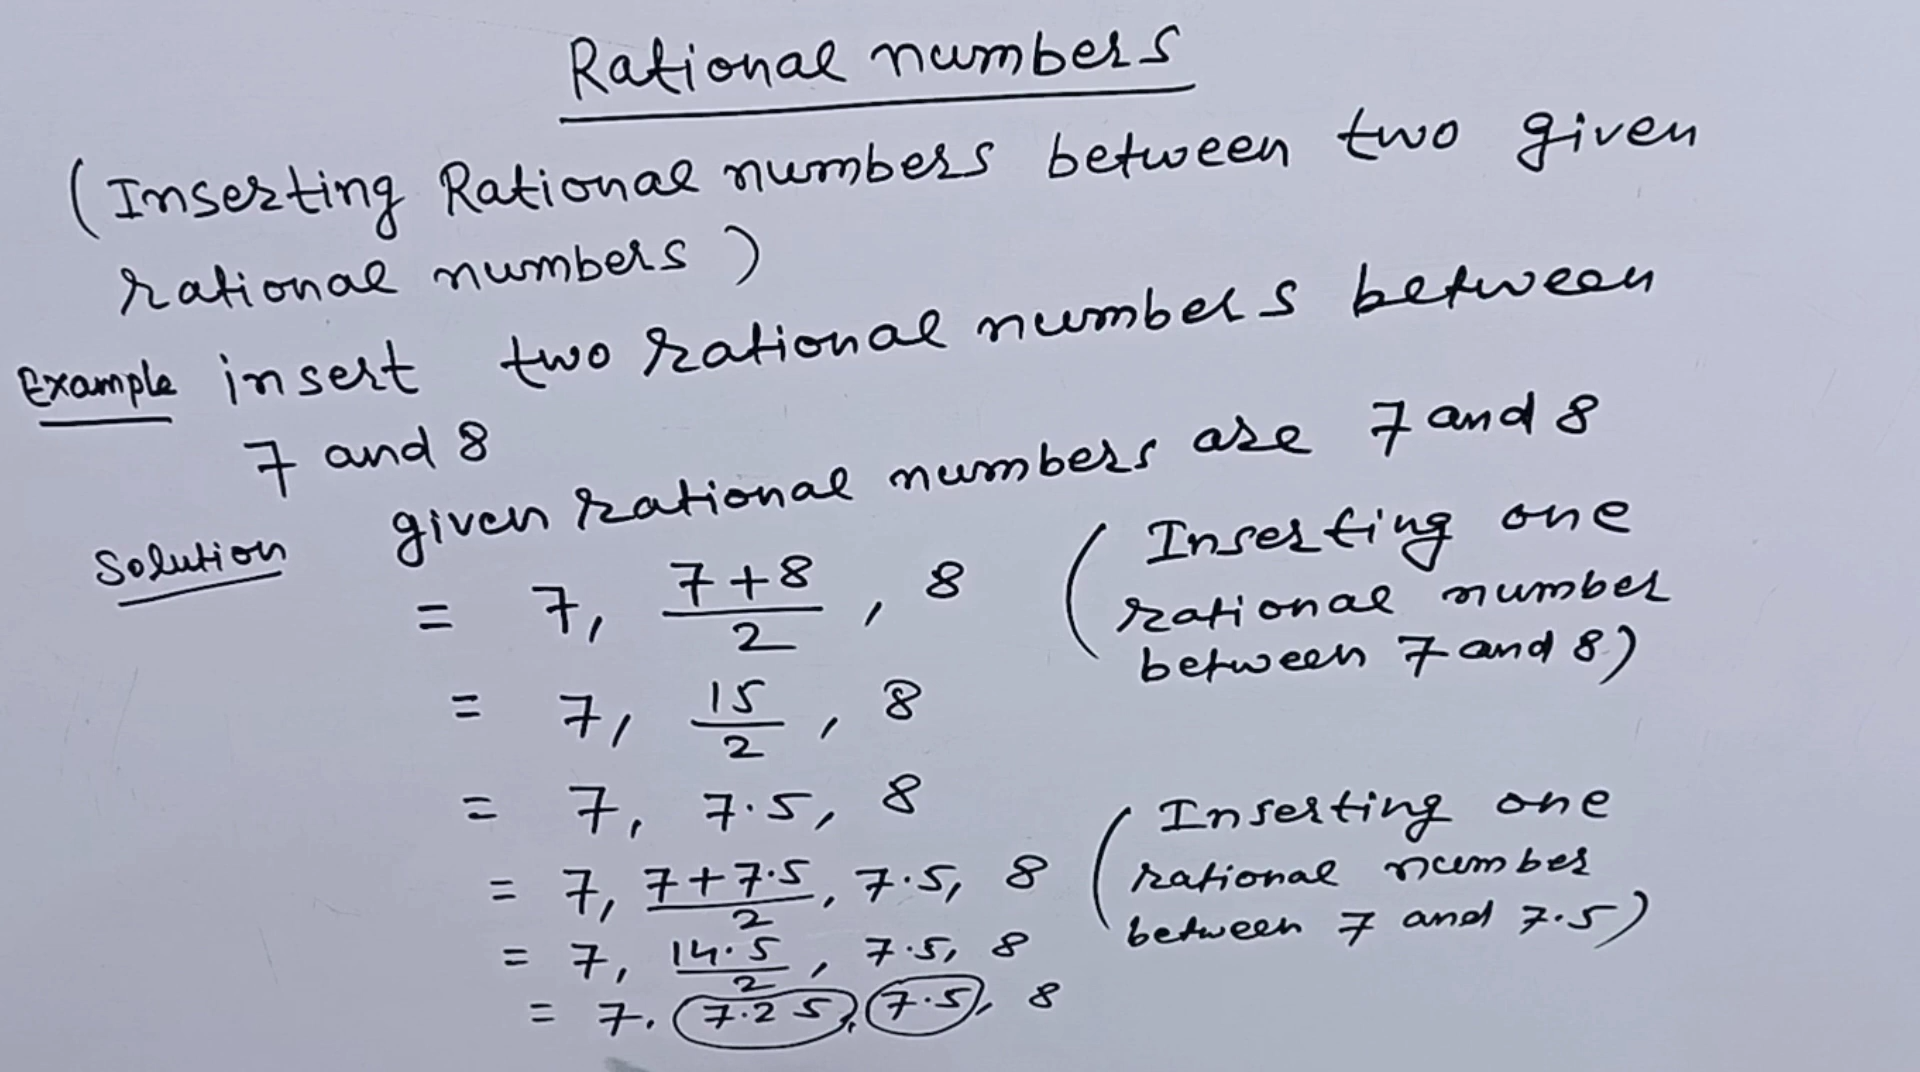 Rational numbers
(Inserting Rational numbers between two given
rational numbers)
Example insert two rational numbers between
7 and 8
Solution given rational numbers are 7 and 8
= 7, 7+8/2, 8 (Inserting one
rational number
between 7 and 8)
= 7, 15/2, 8
= 7, 7.5, 8
= 7, 7+7.5/2, 7.5, 8 (Inserting one
rational number
between 7 and 7.5)
= 7, 14.5/2, 7.5, 8
= 7. 7.25, 7.5, 8